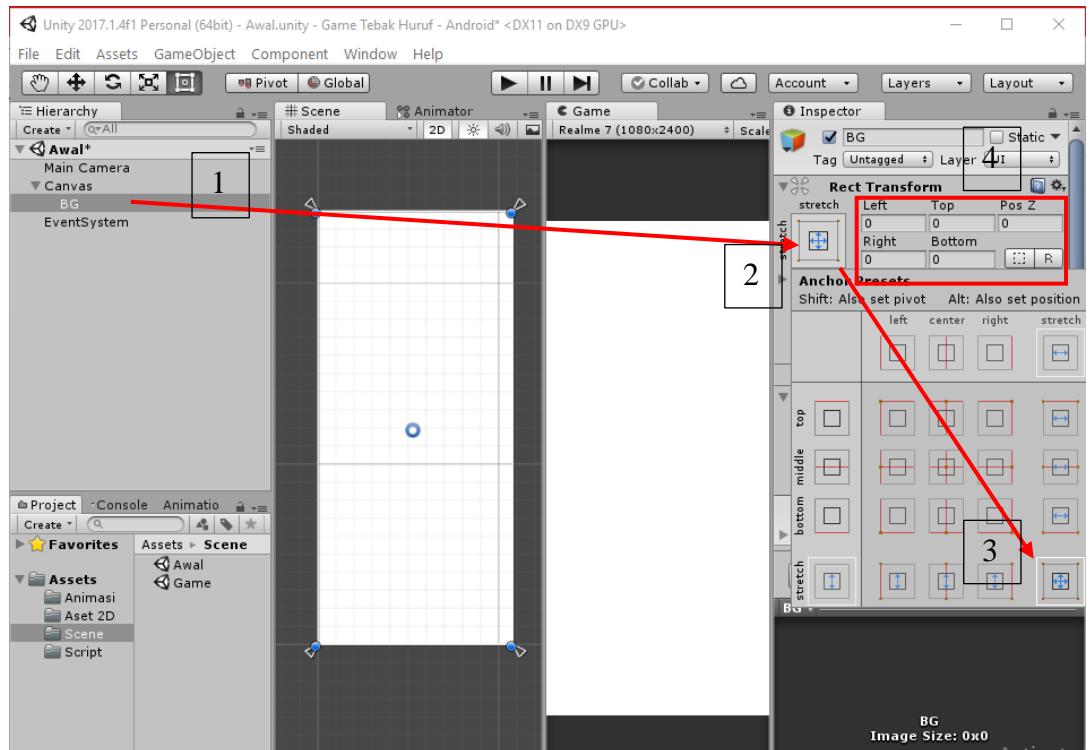 Unity 2017.1.4f1 Personal (64bit) - Awal.unity - Game Tebak Huruf - Android* <DX11 on DX9 GPU>
File Edit Assets GameObject Component Window Help
Pivot Global Collab Account Layers Layout
Hierarchy
Create All
Awal*
Main Camera
Canvas
BG
EventSystem
1
Scene Animator
Shaded 2D
Game
Realme 7 (1080x2400) Scale
Inspector
BG Static
4
Tag Untagged Layer UI
Rect Transform
stretch Left Top Pos Z
stretch
0 0 0
Right Bottom
0 0 R
2
Anchor Presets
Shift: Also set pivot Alt: Also set position
left center right stretch
top
middle
bottom
stretch
3
BG
BG
Image Size: 0x0
Project Console Animatio
Create
Favorites
Assets
Animasi
Aset 2D
Scene
Script
Assets Scene
Awal
Game